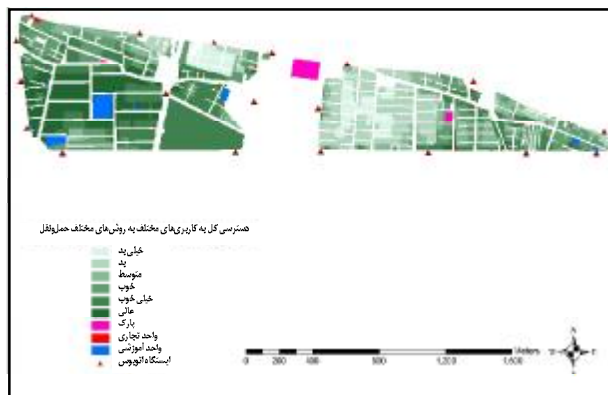 دسترسی کل به کاربری‌های مختلف به روش‌های مختلف حمل‌ونقل
خیلی بد
بد
متوسط
خوب
خیلی خوب
عالی
پارک
واحد تجاری
واحد آموزشی
ایستگاه اتوبوس
N
0 200 400 800 1,200 1,600 Meters